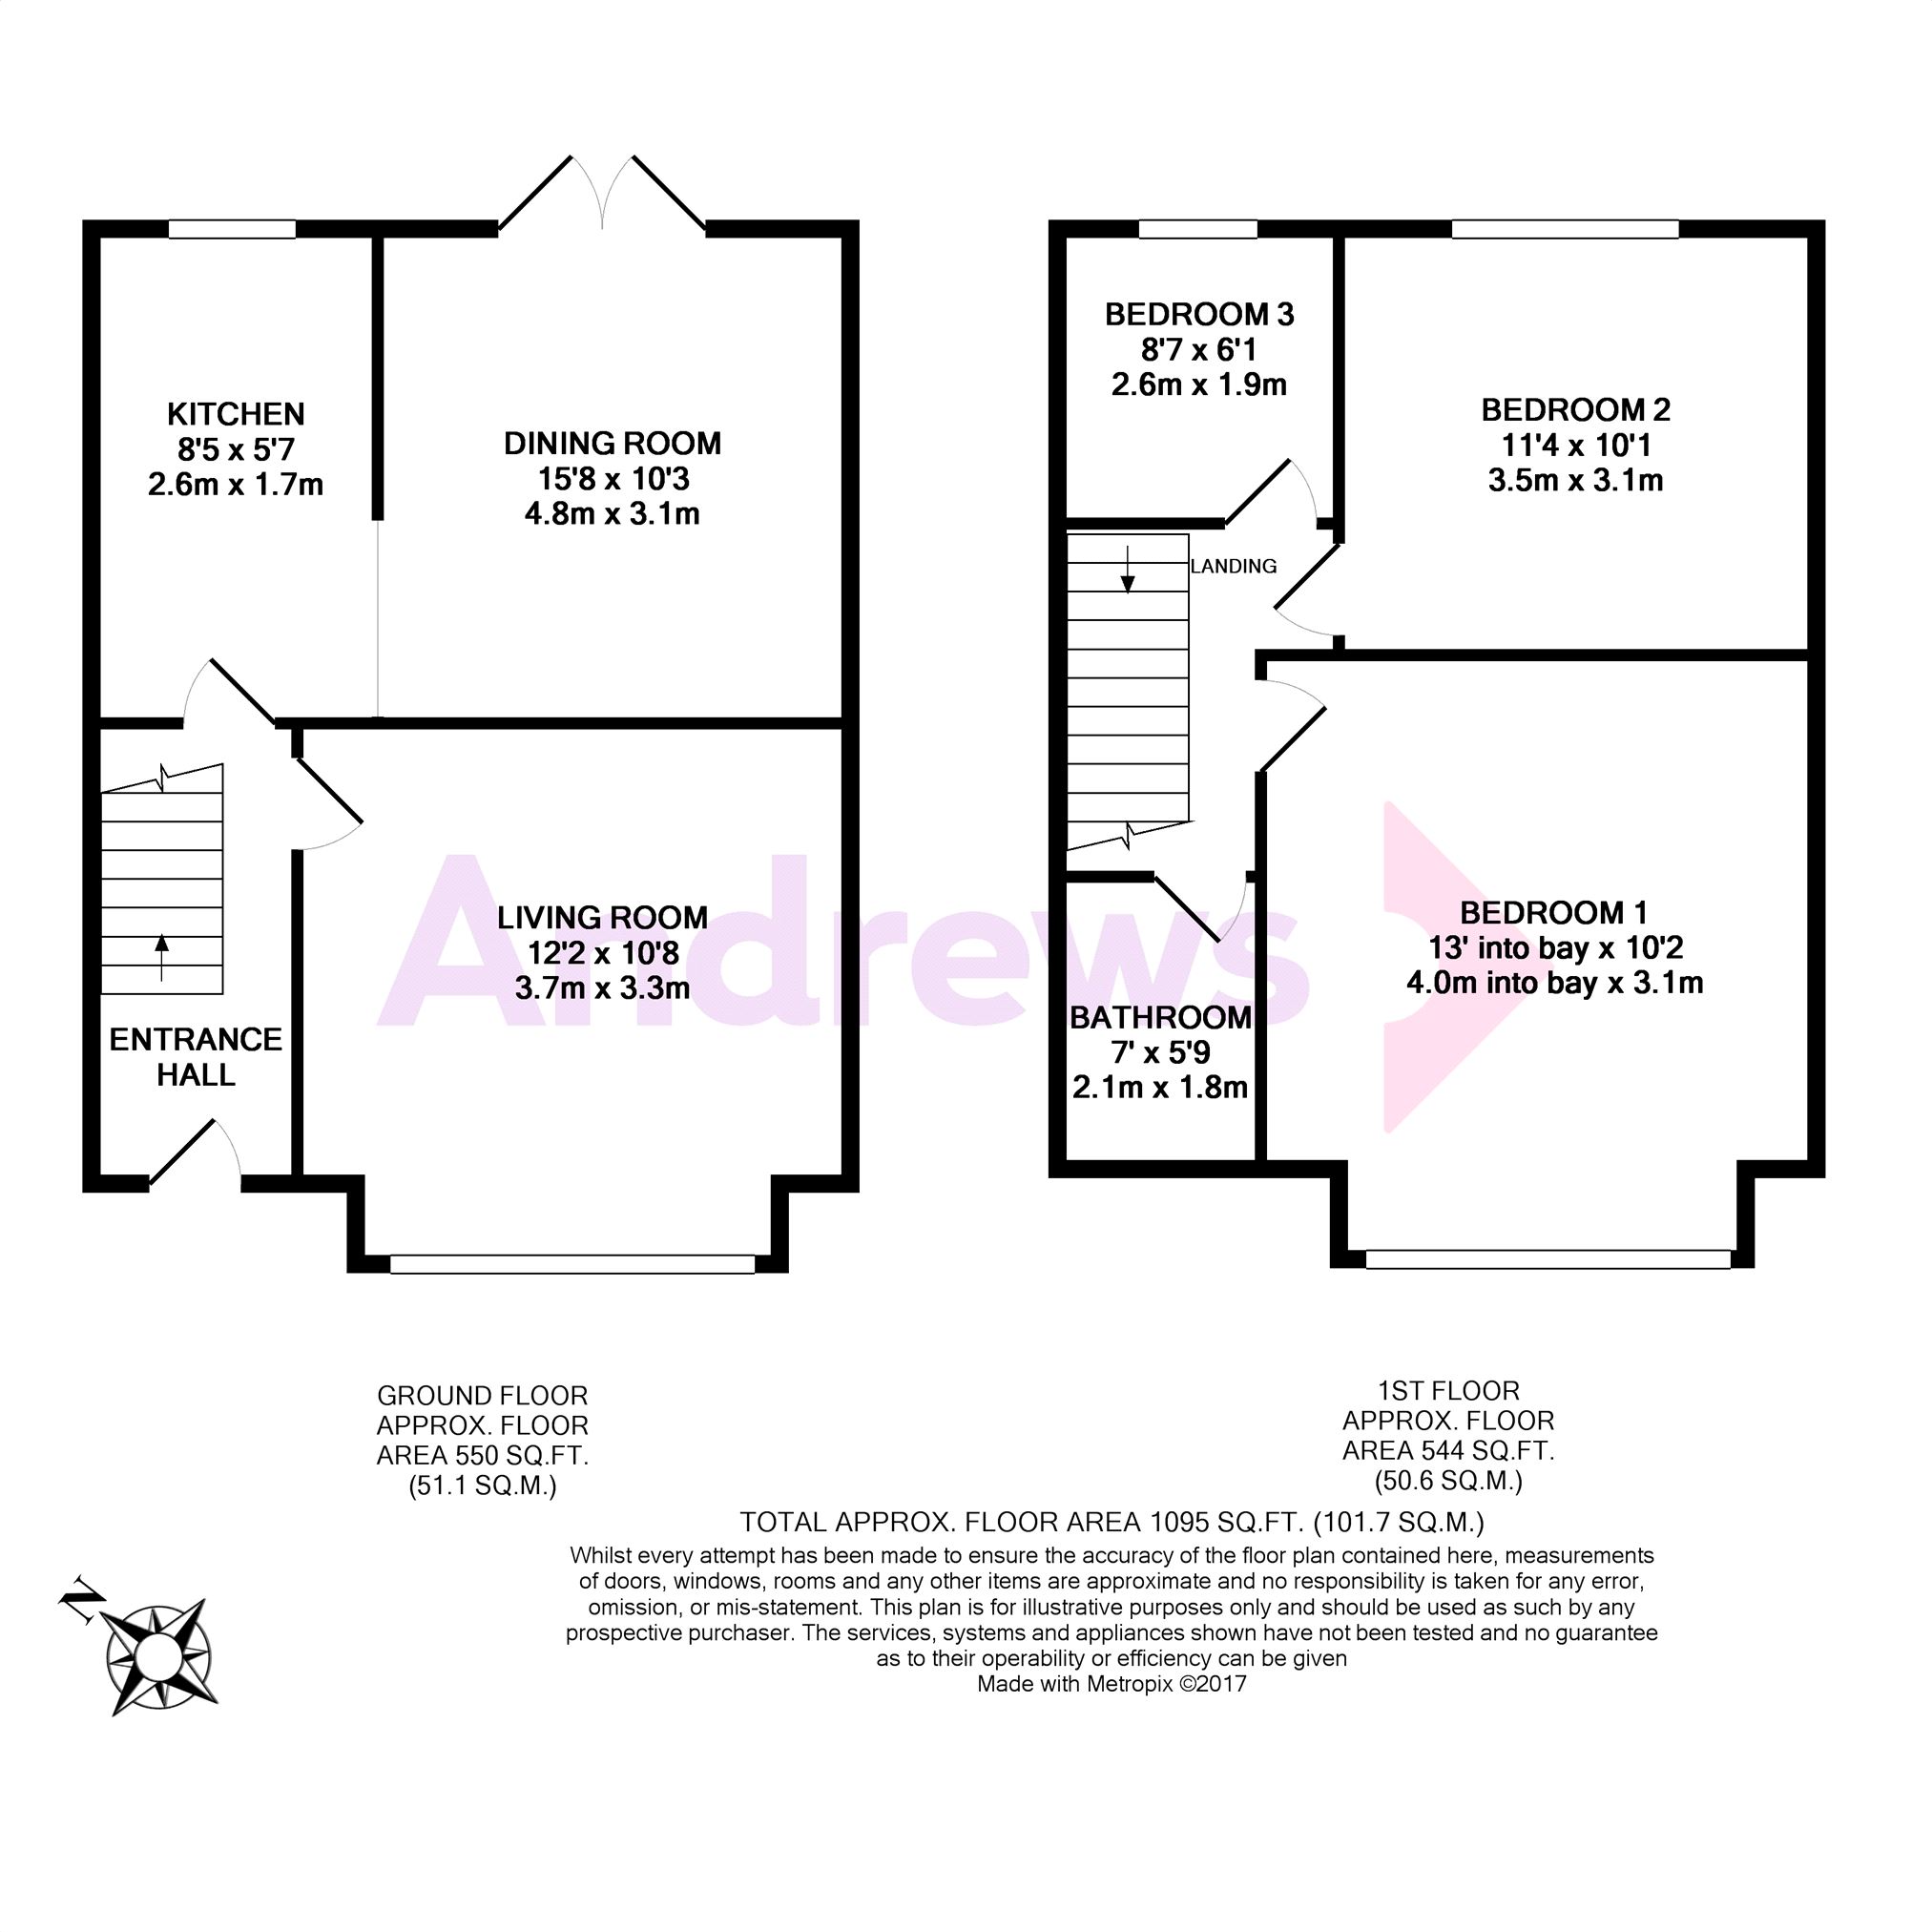 KITCHEN
8'5 x 5'7
2.6m x 1.7m
DINING ROOM
15'8 x 10'3
4.8m x 3.1m
LIVING ROOM
12'2 x 10'8
3.7m x 3.3m
ENTRANCE
HALL
BEDROOM 3
8'7 x 6'1
2.6m x 1.9m
BEDROOM 2
11'4 x 10'1
3.5m x 3.1m
LANDING
BEDROOM 1
13' into bay x 10'2
4.0m into bay x 3.1m
BATHROOM
7' x 5'9
2.1m x 1.8m
Andrews
GROUND FLOOR
APPROX. FLOOR
AREA 550 SQ.FT.
(51.1 SQ.M.)
1ST FLOOR
APPROX. FLOOR
AREA 544 SQ.FT.
(50.6 SQ.M.)
TOTAL APPROX. FLOOR AREA 1095 SQ.FT. (101.7 SQ.M.)
Whilst every attempt has been made to ensure the accuracy of the floor plan contained here, measurements
of doors, windows, rooms and any other items are approximate and no responsibility is taken for any error,
omission, or mis-statement. This plan is for illustrative purposes only and should be used as such by any
prospective purchaser. The services, systems and appliances shown have not been tested and no guarantee
as to their operability or efficiency can be given
Made with Metropix ©2017
N